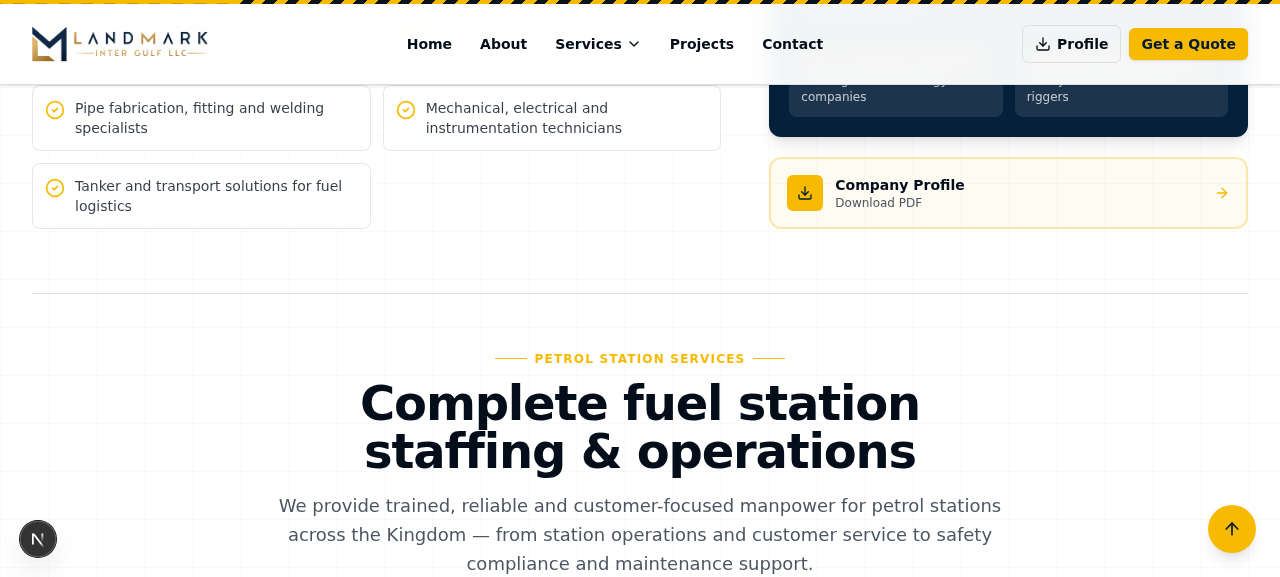 LANDMARK
INTER GULF LLC
Home
About
Services
Projects
Contact
Profile
Get a Quote
Pipe fabrication, fitting and welding
specialists
Mechanical, electrical and
instrumentation technicians
Tanker and transport solutions for fuel
logistics
companies
riggers
Company Profile
Download PDF
PETROL STATION SERVICES
Complete fuel station
staffing & operations
We provide trained, reliable and customer-focused manpower for petrol stations
across the Kingdom — from station operations and customer service to safety
compliance and maintenance support.